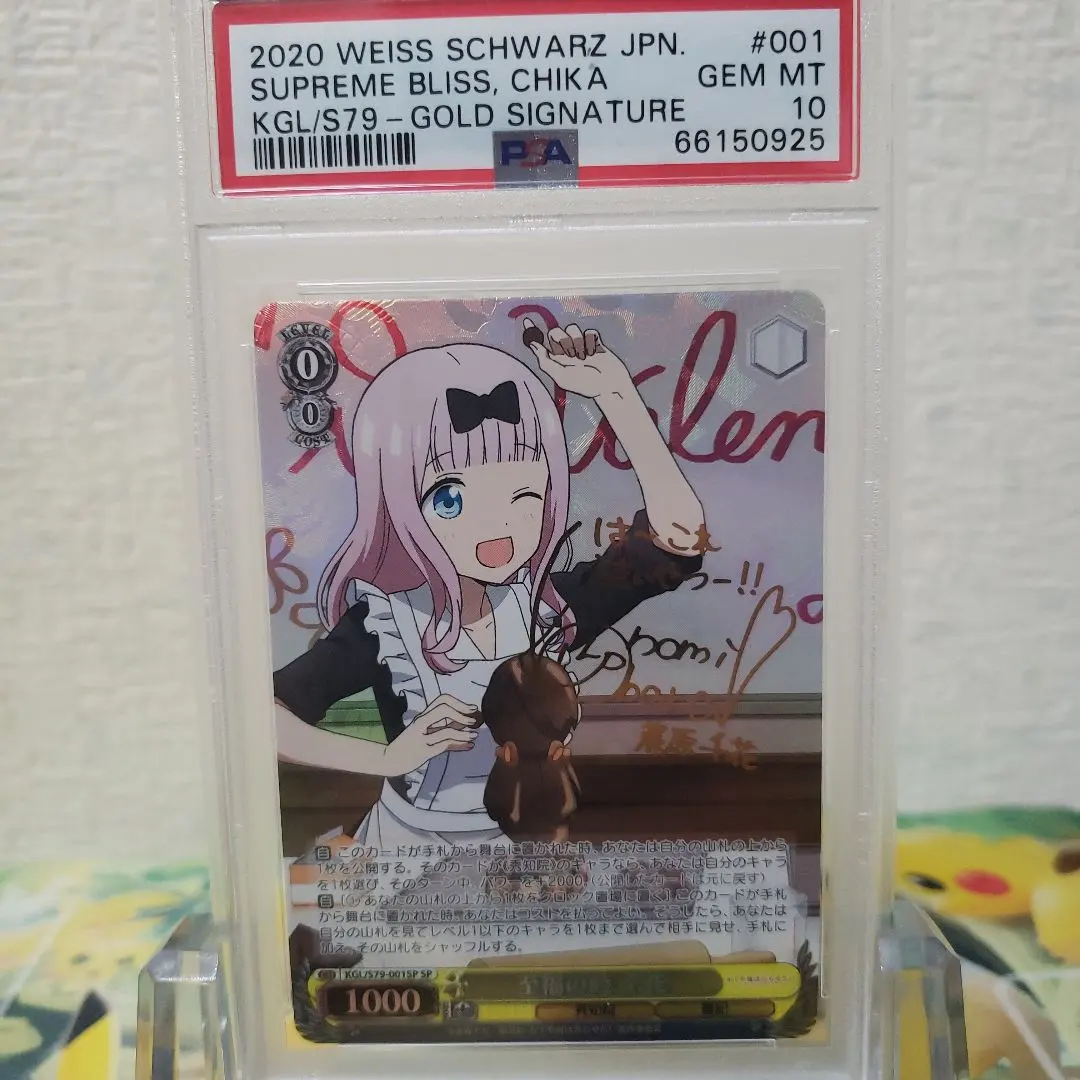 2020 WEISS SCHWARZ JPN. #001
SUPREME BLISS, CHIKA GEM MT
KGL/S79-GOLD SIGNATURE 10
PSA 66150925
LEVEL
0
0
COST
Valen
自 このカードが手札から舞台に置かれた時、あなたは自分の山札の上から
1枚を公開する。そのカードが《秀知院》のキャラなら、あなたは自分のキャラ
を1枚選び、そのターン中、パワーを+2000。(公開したカードは元に戻す)
自 [(0) あなたの山札の上から1枚をクロック置場に置く] このカードが手札
から舞台に置かれた時、あなたはコストを払ってよい。そうしたら、あなたは
自分の山札を見てレベル1以下のキャラを1枚まで選んで相手に見せ、手札に
加え、その山札をシャッフルする。
KGL/S79-001SP SP
1000